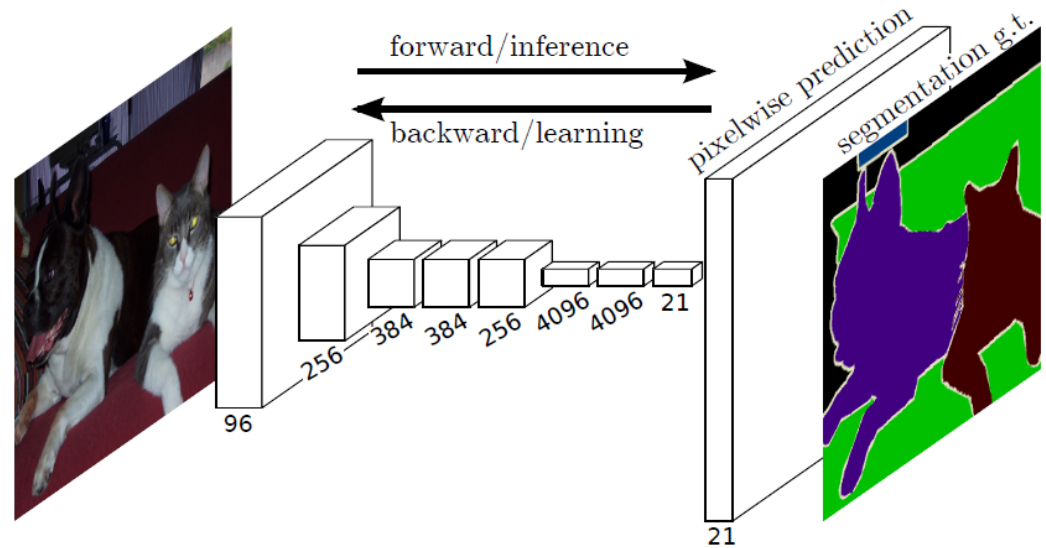 forward/inference
backward/learning
pixelwise prediction
segmentation g.t.
96
256
384
384
256
4096
4096
21
21